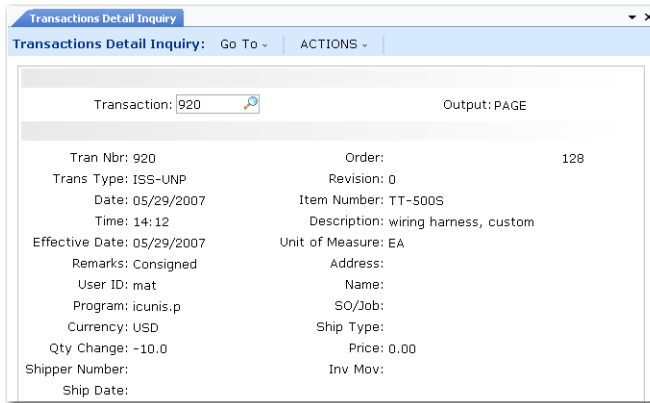 Transactions Detail Inquiry
Transactions Detail Inquiry: Go To ACTIONS
Transaction: 920 Output: PAGE
Tran Nbr: 920 Order: 128
Trans Type: ISS-UNP Revision: 0
Date: 05/29/2007 Item Number: TT-500S
Time: 14:12 Description: wiring harness, custom
Effective Date: 05/29/2007 Unit of Measure: EA
Remarks: Consigned Address:
User ID: mat Name:
Program: icunis.p SO/Job:
Currency: USD Ship Type:
Qty Change: -10.0 Price: 0.00
Shipper Number: Inv Mov:
Ship Date: